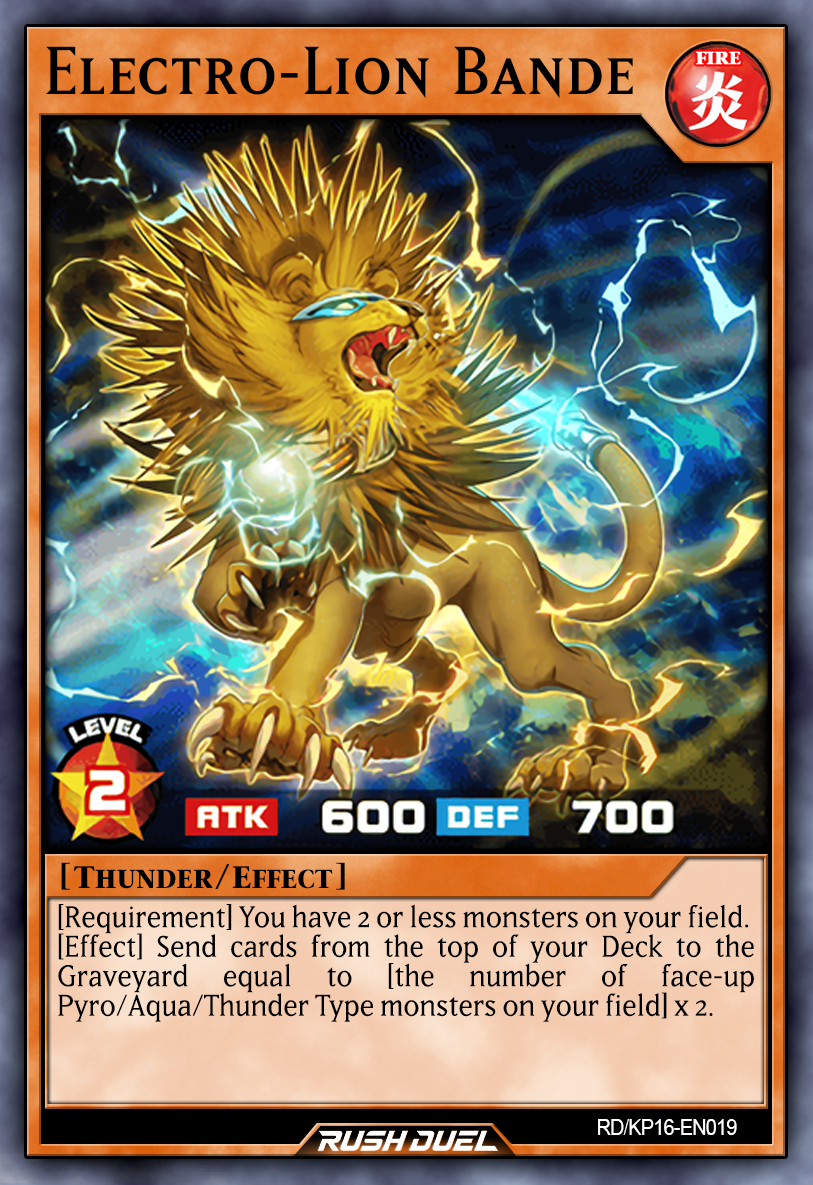 Electro-Lion Bande
FIRE
炎
LEVEL
2
ATK 600 DEF 700
[Thunder/Effect]
[Requirement] You have 2 or less monsters on your field.
[Effect] Send cards from the top of your Deck to the
Graveyard equal to [the number of face-up
Pyro/Aqua/Thunder Type monsters on your field] x 2.
RD/KP16-EN019
RUSH DUEL